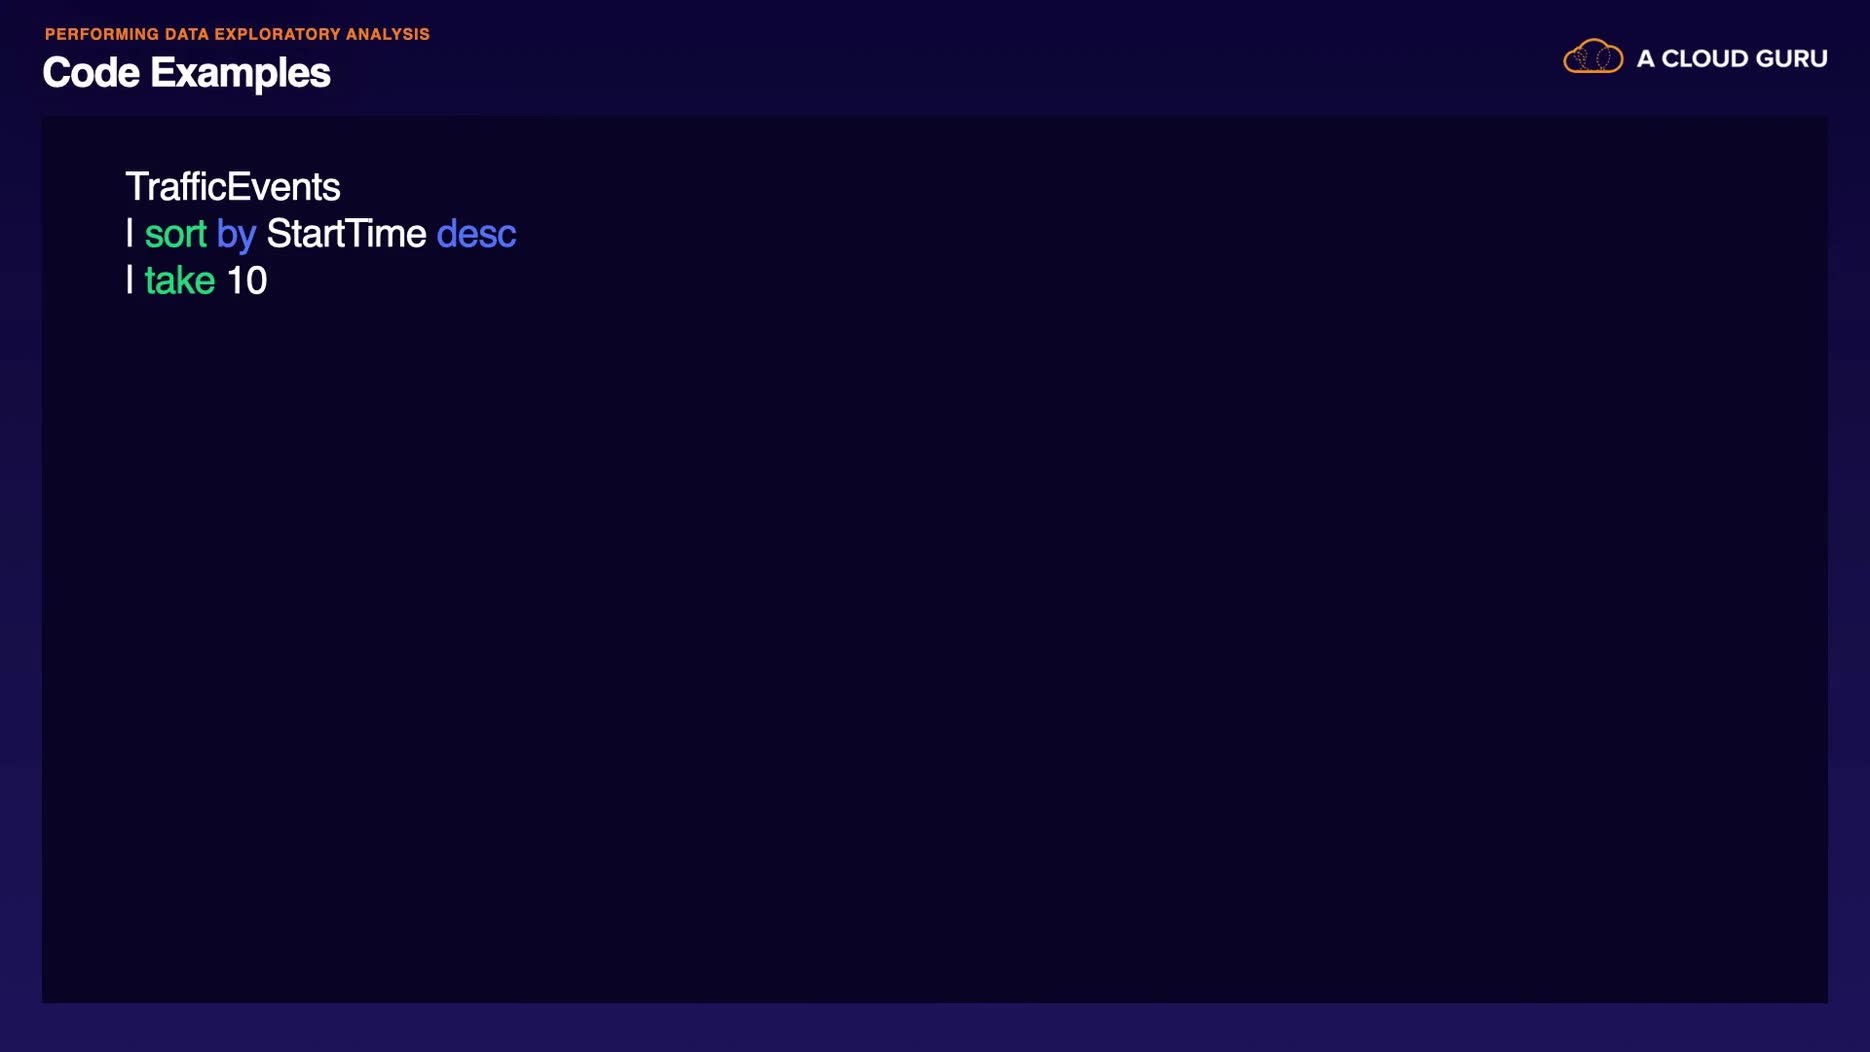 PERFORMING DATA EXPLORATORY ANALYSIS
Code Examples
A CLOUD GURU
TrafficEvents
| sort by StartTime desc
| take 10